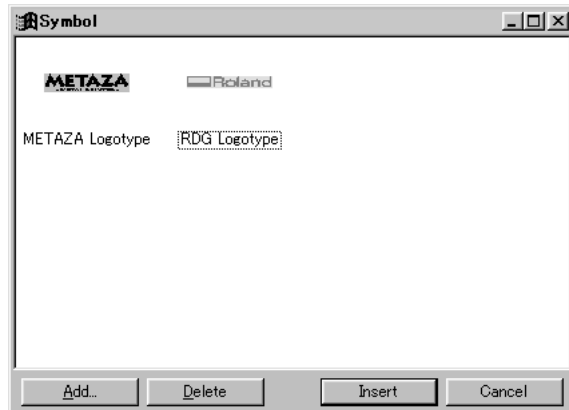 Symbol
METAZA Roland
METAZA Logotype RDG Logotype
Add... Delete Insert Cancel